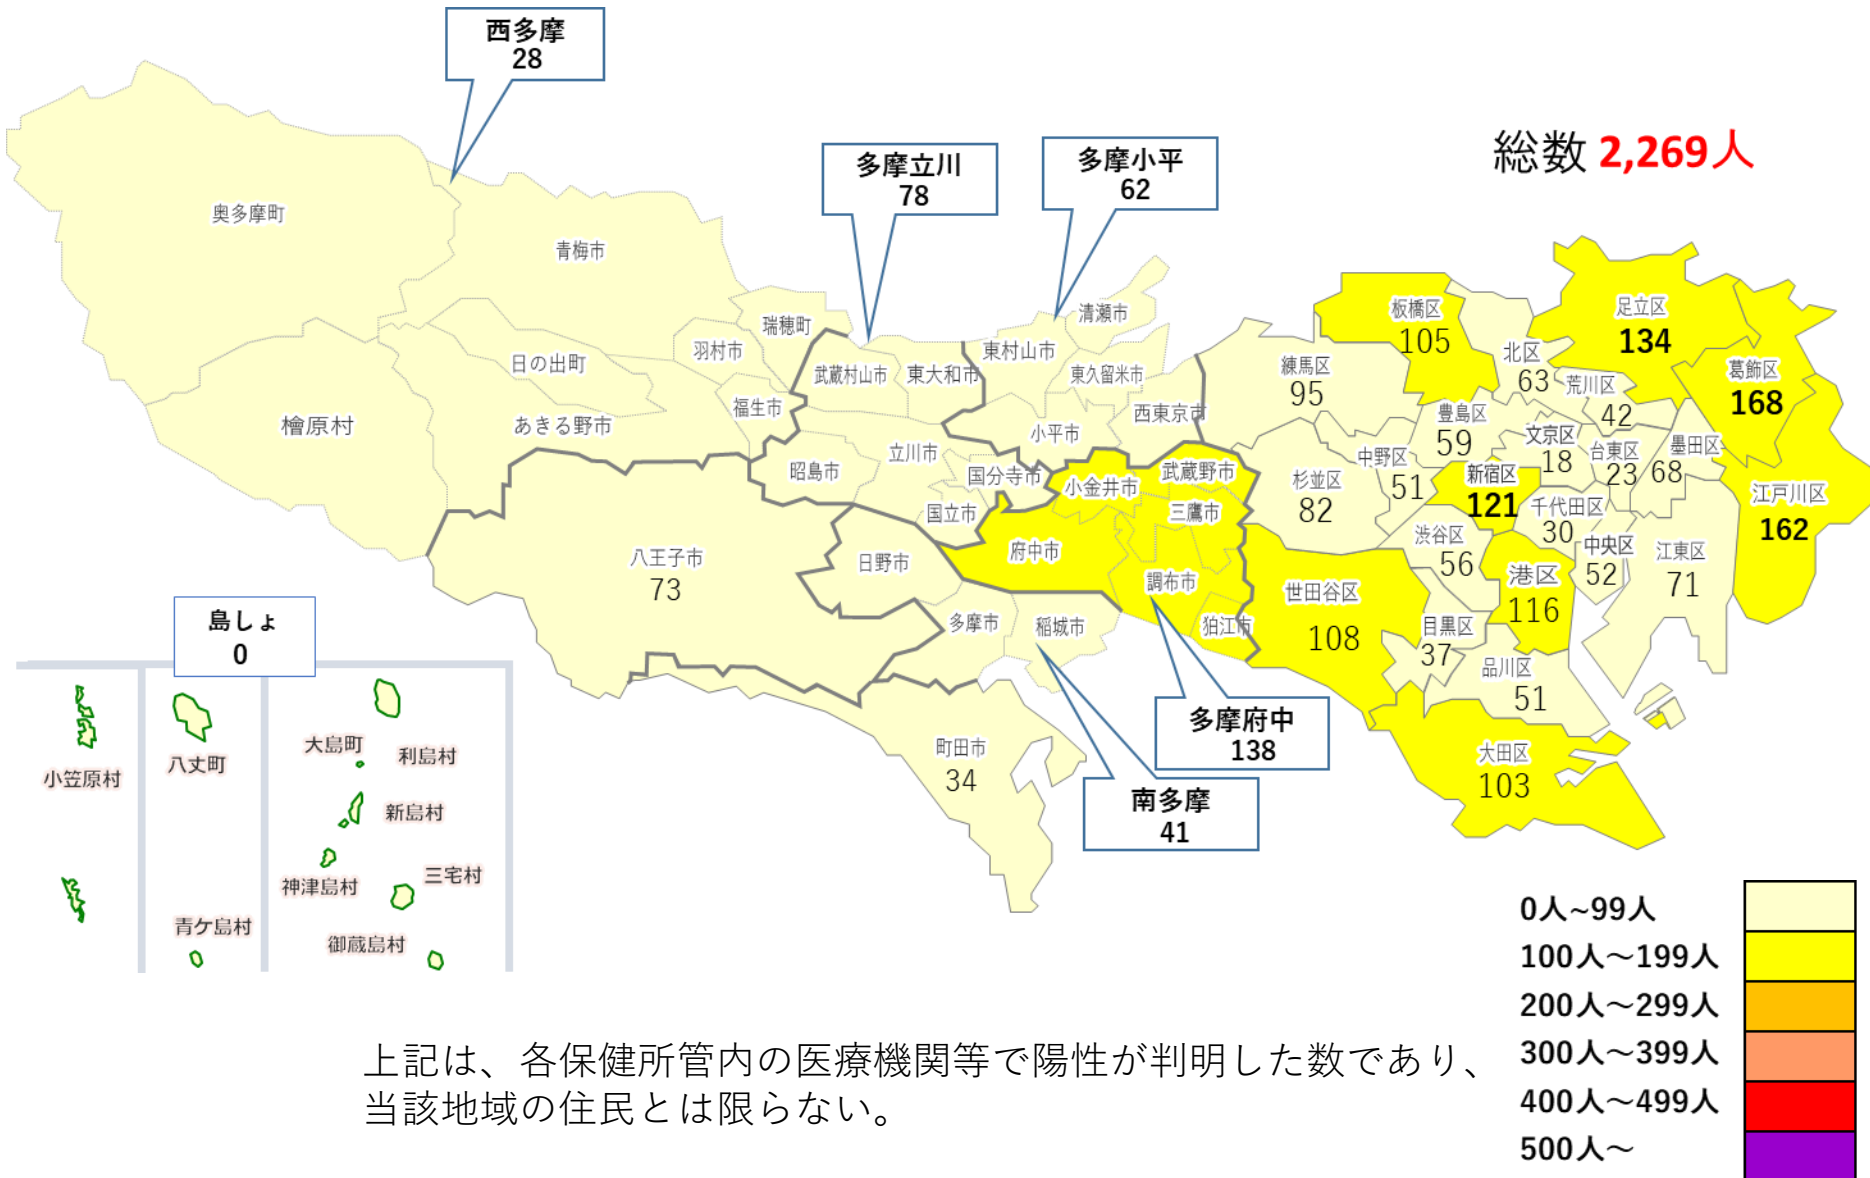 西多摩
28
多摩立川
78
多摩小平
62
総数 2,269人
奥多摩町
青梅市
瑞穂町
羽村市
日の出町
福生市
あきる野市
檜原村
武蔵村山市
東大和市
東村山市
清瀬市
東久留米市
西東京市
小平市
昭島市
立川市
国分寺市
国立市
小金井市
武蔵野市
三鷹市
府中市
調布市
狛江市
八王子市
73
日野市
多摩市
稲城市
町田市
34
多摩府中
138
南多摩
41
板橋区
105
足立区
134
北区
63
荒川区
42
葛飾区
168
練馬区
95
豊島区
59
文京区
18
台東区
23
墨田区
68
中野区
51
杉並区
82
新宿区
121
千代田区
30
江戸川区
162
渋谷区
56
中央区
52
江東区
71
港区
116
世田谷区
108
目黒区
37
品川区
51
大田区
103
島しょ
0
小笠原村
八丈町
青ケ島村
大島町
利島村
新島村
神津島村
三宅村
御蔵島村
0人~99人
100人～199人
200人～299人
300人～399人
400人～499人
500人～
上記は、各保健所管内の医療機関等で陽性が判明した数であり、
当該地域の住民とは限らない。